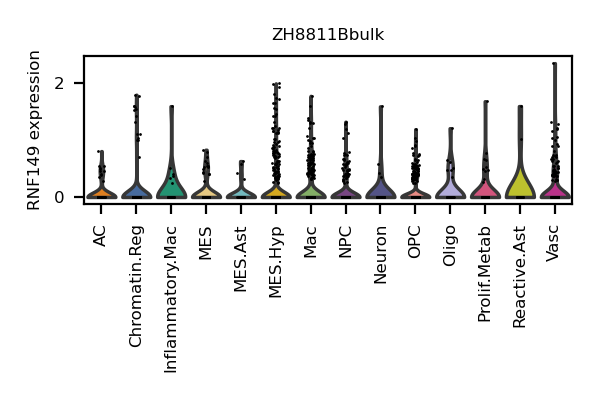 ZH8811Bbulk
RNF149 expression
2
0
AC
Chromatin.Reg
Inflammatory.Mac
MES
MES.Ast
MES.Hyp
Mac
NPC
Neuron
OPC
Oligo
Prolif.Metab
Reactive.Ast
Vasc